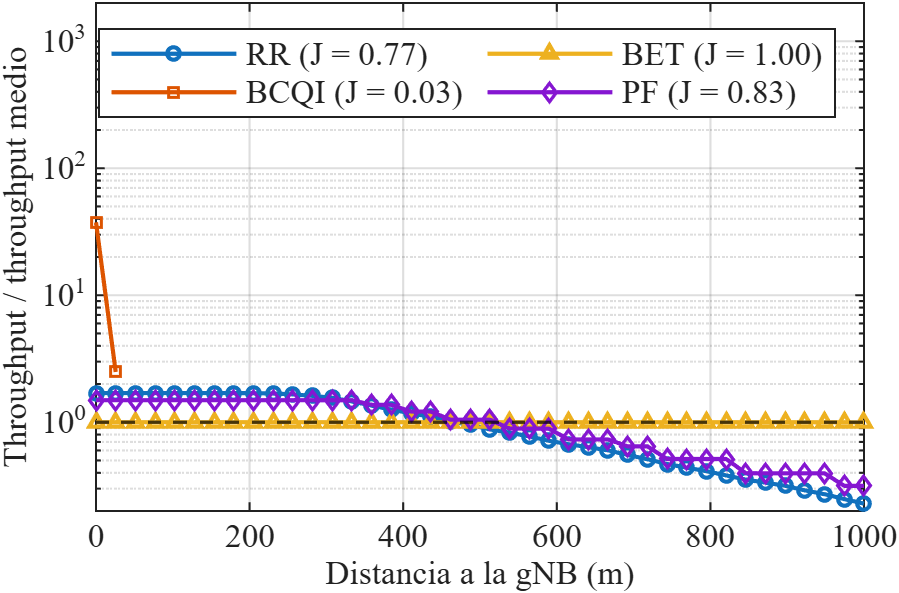 Throughput / throughput medio
10³
10²
10¹
10⁰
RR (J = 0.77)
BET (J = 1.00)
BCQI (J = 0.03)
PF (J = 0.83)
0
200
400
600
800
1000
Distancia a la gNB (m)